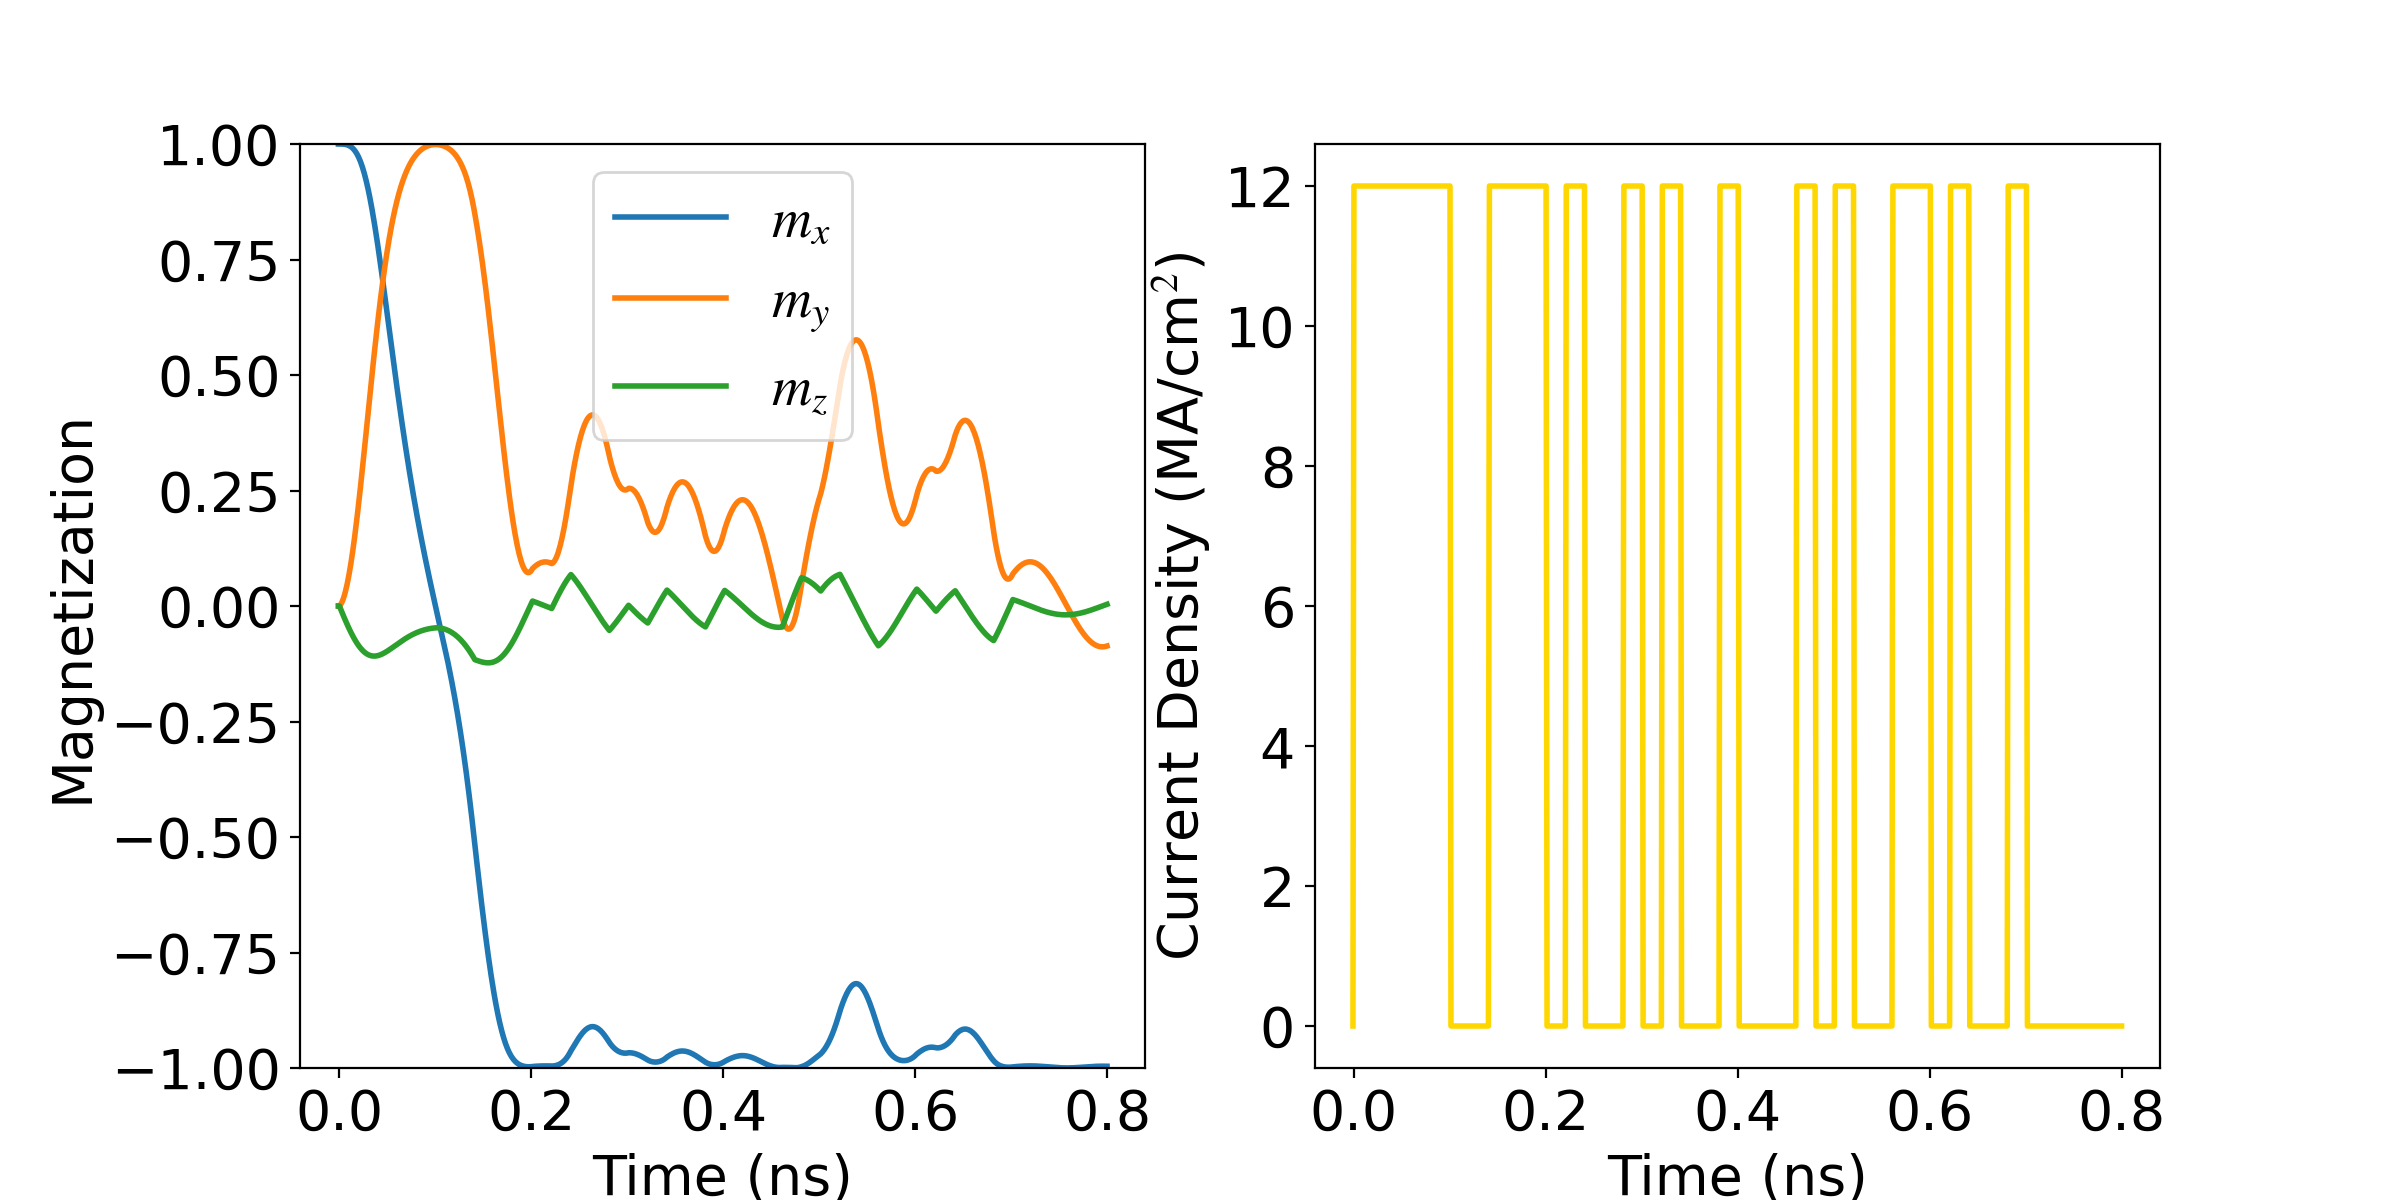 Magnetization
1.00
0.75
0.50
0.25
0.00
−0.25
−0.50
−0.75
−1.00
m_x
m_y
m_z
0.0 0.2 0.4 0.6 0.8
Time (ns)
Current Density (MA/cm²)
12
10
8
6
4
2
0
0.0 0.2 0.4 0.6 0.8
Time (ns)